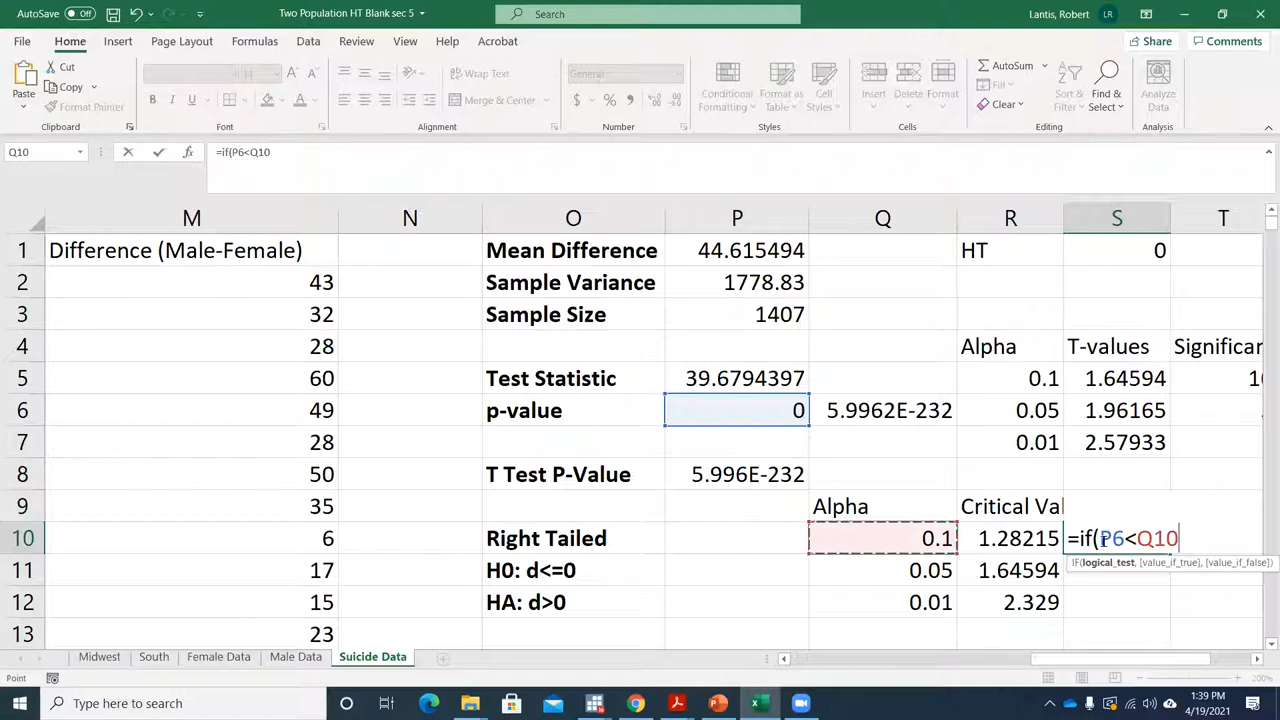 AutoSave Off
Two Population HT Blank sec 5
Search
Lantis, Robert LR
File Home Insert Page Layout Formulas Data Review View Help Acrobat Share Comments
Paste
Cut
Copy
Format Painter
Clipboard
B I U
Font
Wrap Text
Merge & Center
Alignment
General
$ % ,
Number
Conditional Formatting
Format as Table
Cell Styles
Styles
Insert Delete Format
Cells
AutoSum
Fill
Clear
Sort & Filter
Find & Select
Editing
Analyze Data
Analysis
Q10 fx =if(P6<Q10
M N O P Q R S T
1 Difference (Male-Female) Mean Difference 44.615494 HT 0
2 43 Sample Variance 1778.83
3 32 Sample Size 1407
4 28 Alpha T-values Significar
5 60 Test Statistic 39.6794397 0.1 1.64594 1
6 49 p-value 0 5.9962E-232 0.05 1.96165
7 28 0.01 2.57933
8 50 T Test P-Value 5.996E-232
9 35 Alpha Critical Val
10 6 Right Tailed 0.1 1.28215 =if(P6<Q10
IF(logical_test, [value_if_true], [value_if_false])
11 17 H0: d<=0 0.05 1.64594
12 15 HA: d>0 0.01 2.329
13 23
Midwest South Female Data Male Data Suicide Data
Point 200%
Type here to search
1:39 PM
4/19/2021